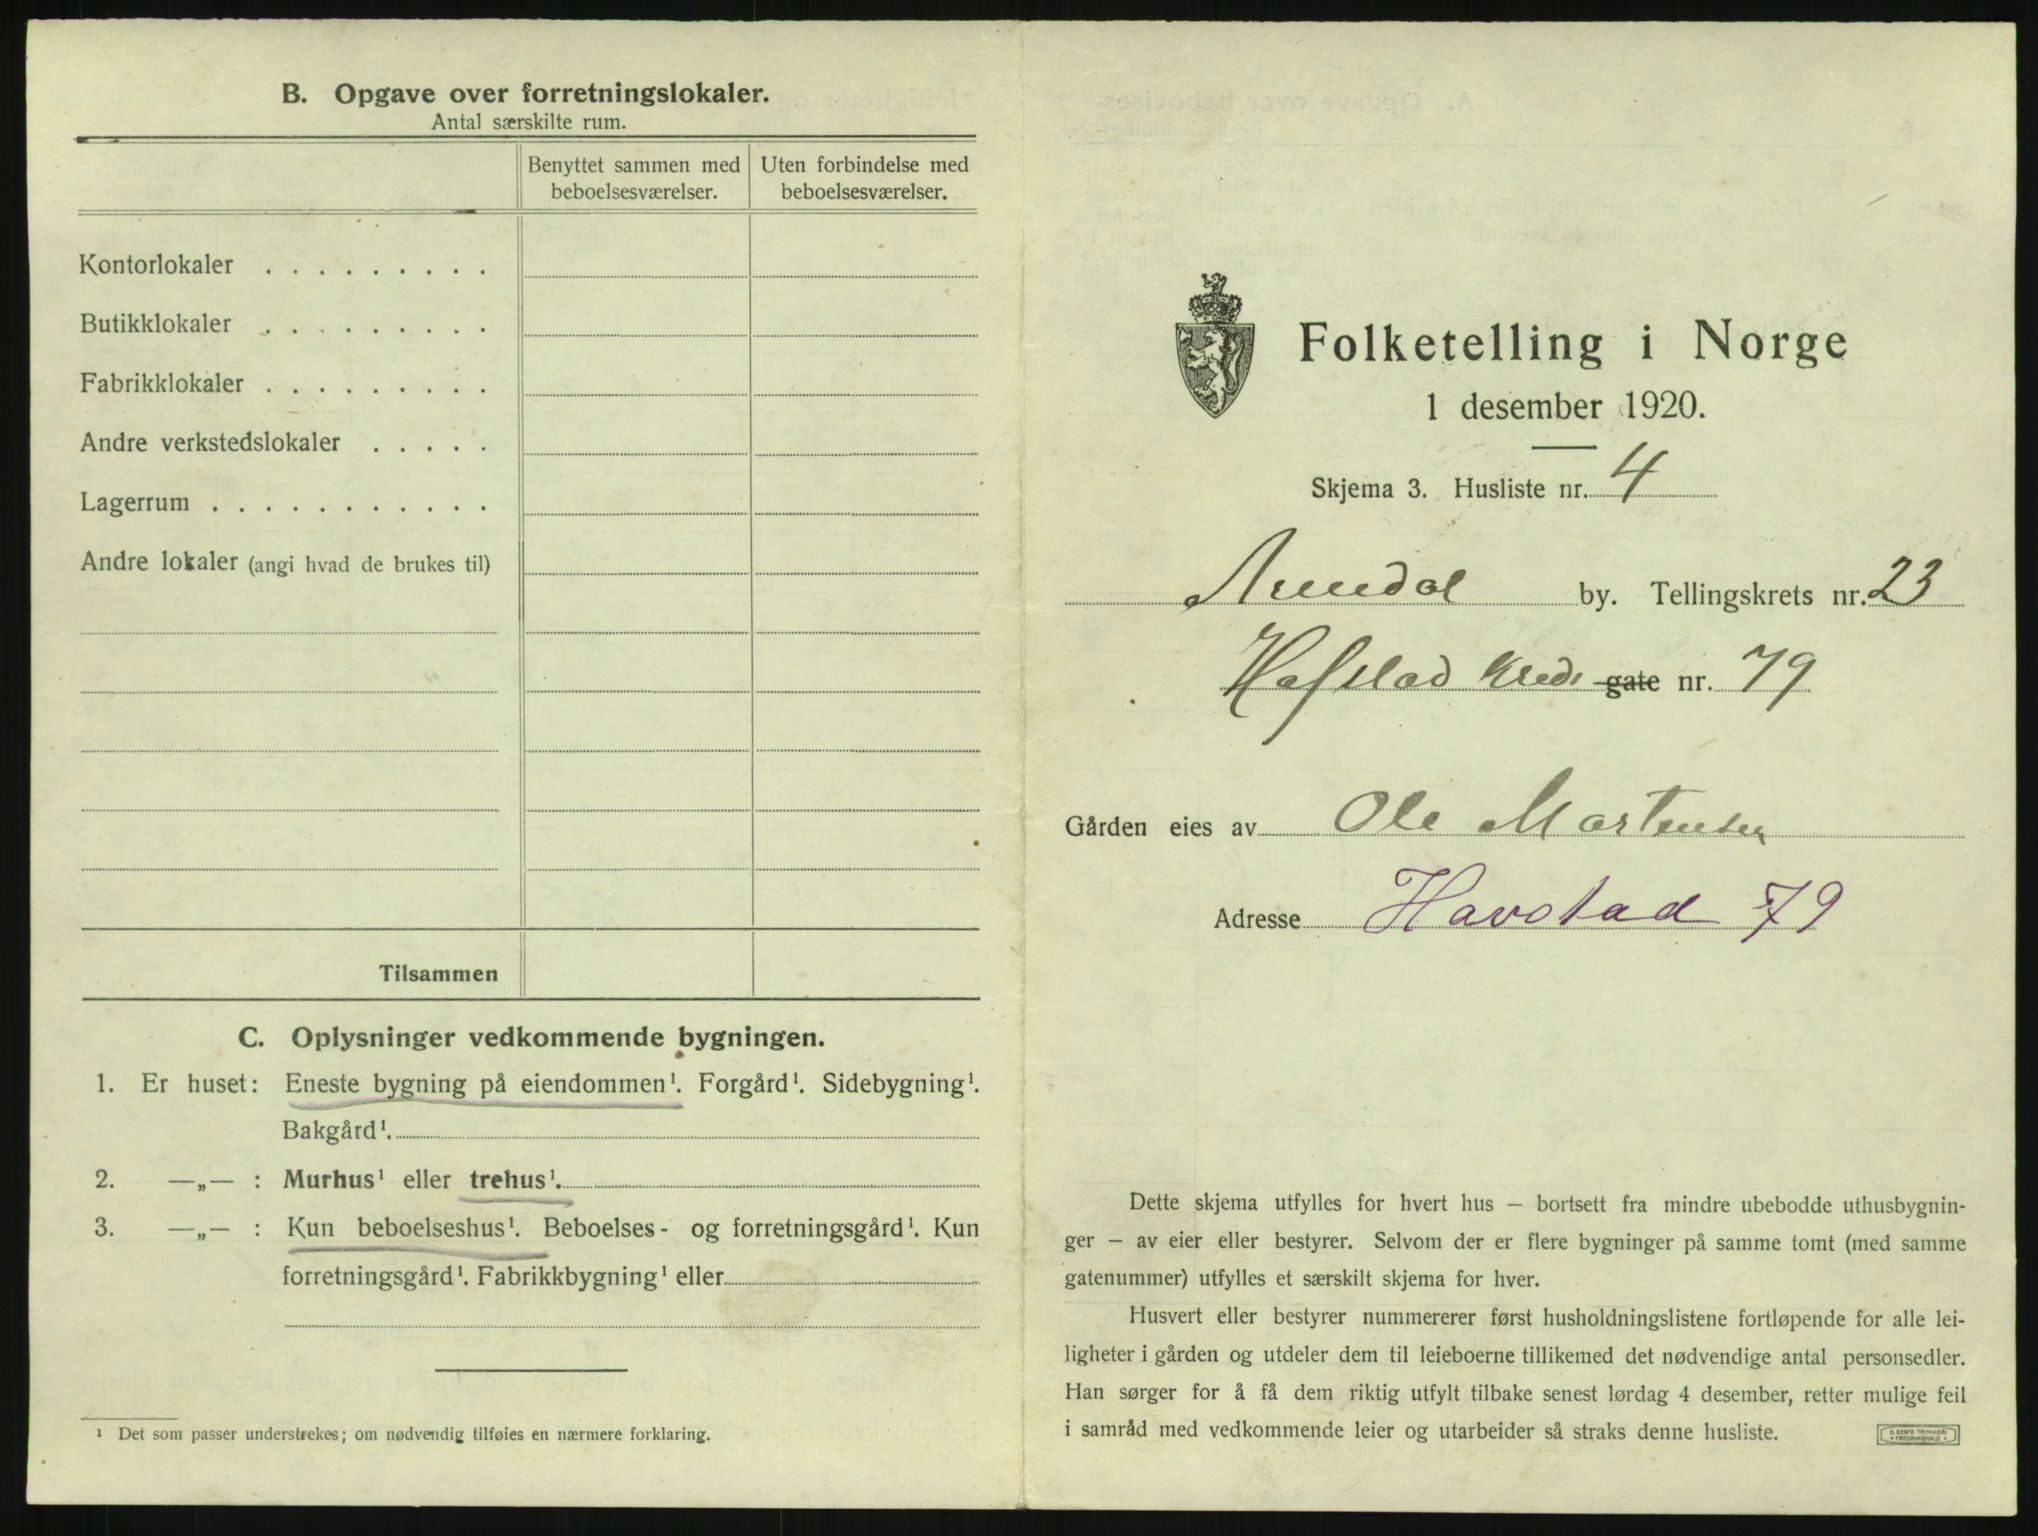 B. Opgave over forretningslokaler.
Antal særskilte rum.
Benyttet sammen med beboelsesværelser.
Uten forbindelse med beboelsesværelser.
Kontorlokaler . . . . . . . . .
Butikklokaler . . . . . . . . .
Fabrikklokaler . . . . . . . . .
Andre verkstedslokaler . . . . .
Lagerrum . . . . . . . . . . .
Andre lokaler (angi hvad de brukes til)
Tilsammen
C. Oplysninger vedkommende bygningen.
1. Er huset: Eneste bygning på eiendommen¹. Forgård¹. Sidebygning¹.
Bakgård¹.
2. —„— : Murhus¹ eller trehus¹.
3. —„— : Kun beboelseshus¹. Beboelses- og forretningsgård¹. Kun
forretningsgård¹. Fabrikkbygning¹ eller
¹ Det som passer understrekes; om nødvendig tilføies en nærmere forklaring.
Folketelling i Norge
1 desember 1920.
Skjema 3. Husliste nr. 4
Arendal by. Tellingskrets nr. 23
Hafstad gate nr. 79
Gården eies av Ole Mortensen
Adresse Havstad 79
Dette skjema utfylles for hvert hus – bortsett fra mindre ubebodde uthusbygnin-
ger – av eier eller bestyrer. Selvom der er flere bygninger på samme tomt (med samme
gatenummer) utfylles et særskilt skjema for hver.
Husvert eller bestyrer nummererer først husholdningslistene fortløpende for alle lei-
ligheter i gården og utdeler dem til leieboerne tillikemed det nødvendige antal personsedler.
Han sørger for å få dem riktig utfylt tilbake senest lørdag 4 desember, retter mulige feil
i samråd med vedkommende leier og utarbeider så straks denne husliste.